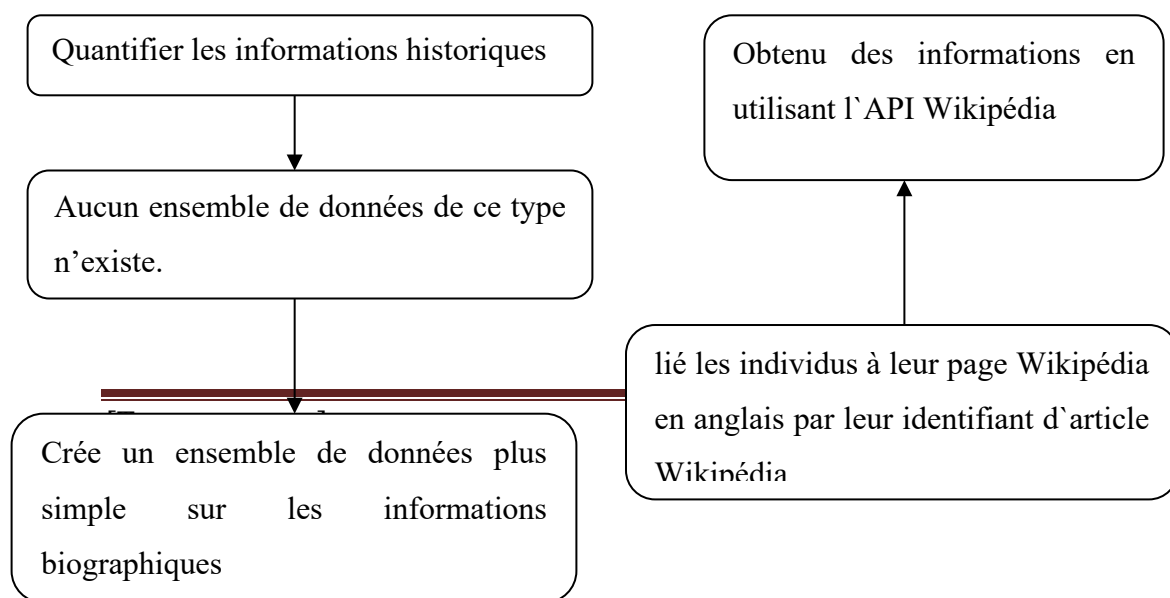 Quantifier les informations historiques
Aucun ensemble de données de ce type
n’existe.
Crée un ensemble de données plus
simple sur les informations
biographiques
Obtenu des informations en
utilisant l`API Wikipédia
lié les individus à leur page Wikipédia
en anglais par leur identifiant d`article
Wikipédia